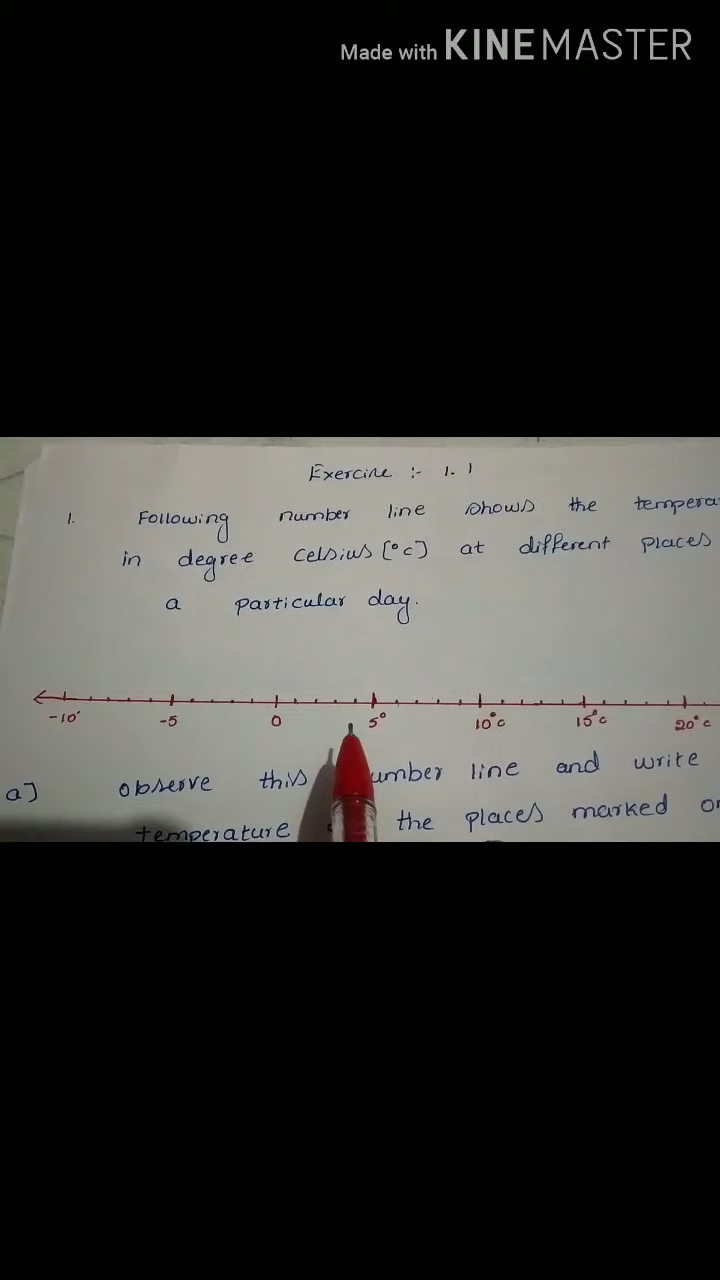 Made with KINEMASTER
Exercise :- 1.1
1. Following number line shows the tempera
in degree celsius [°c] at different places
a particular day.
-10° -5 0 5° 10°c 15°c 20°c
a] observe this umber line and write
temperature the places marked o